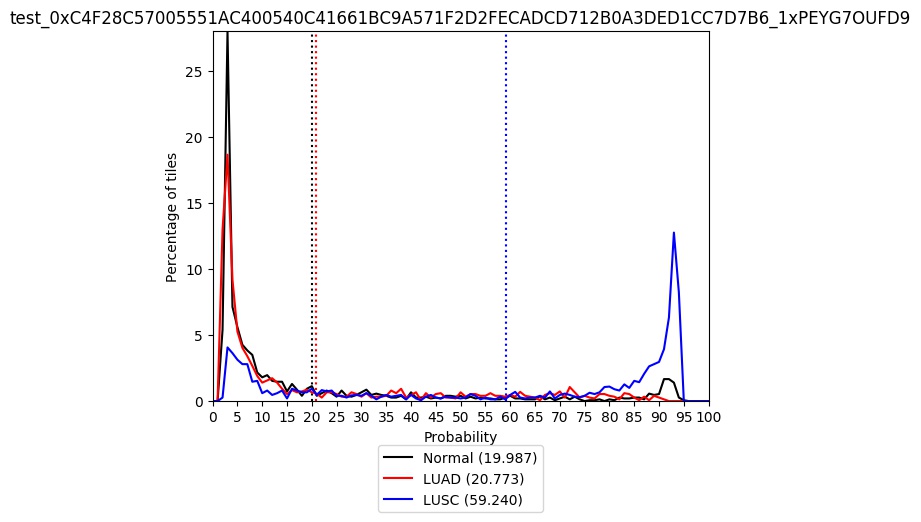 test_0xC4F28C57005551AC400540C41661BC9A571F2D2FECADCD712B0A3DED1CC7D7B6_1xPEYG7OUFD9
25
20
15
10
5
0
Percentage of tiles
0 5 10 15 20 25 30 35 40 45 50 55 60 65 70 75 80 85 90 95 100
Probability
Normal (19.987)
LUAD (20.773)
LUSC (59.240)